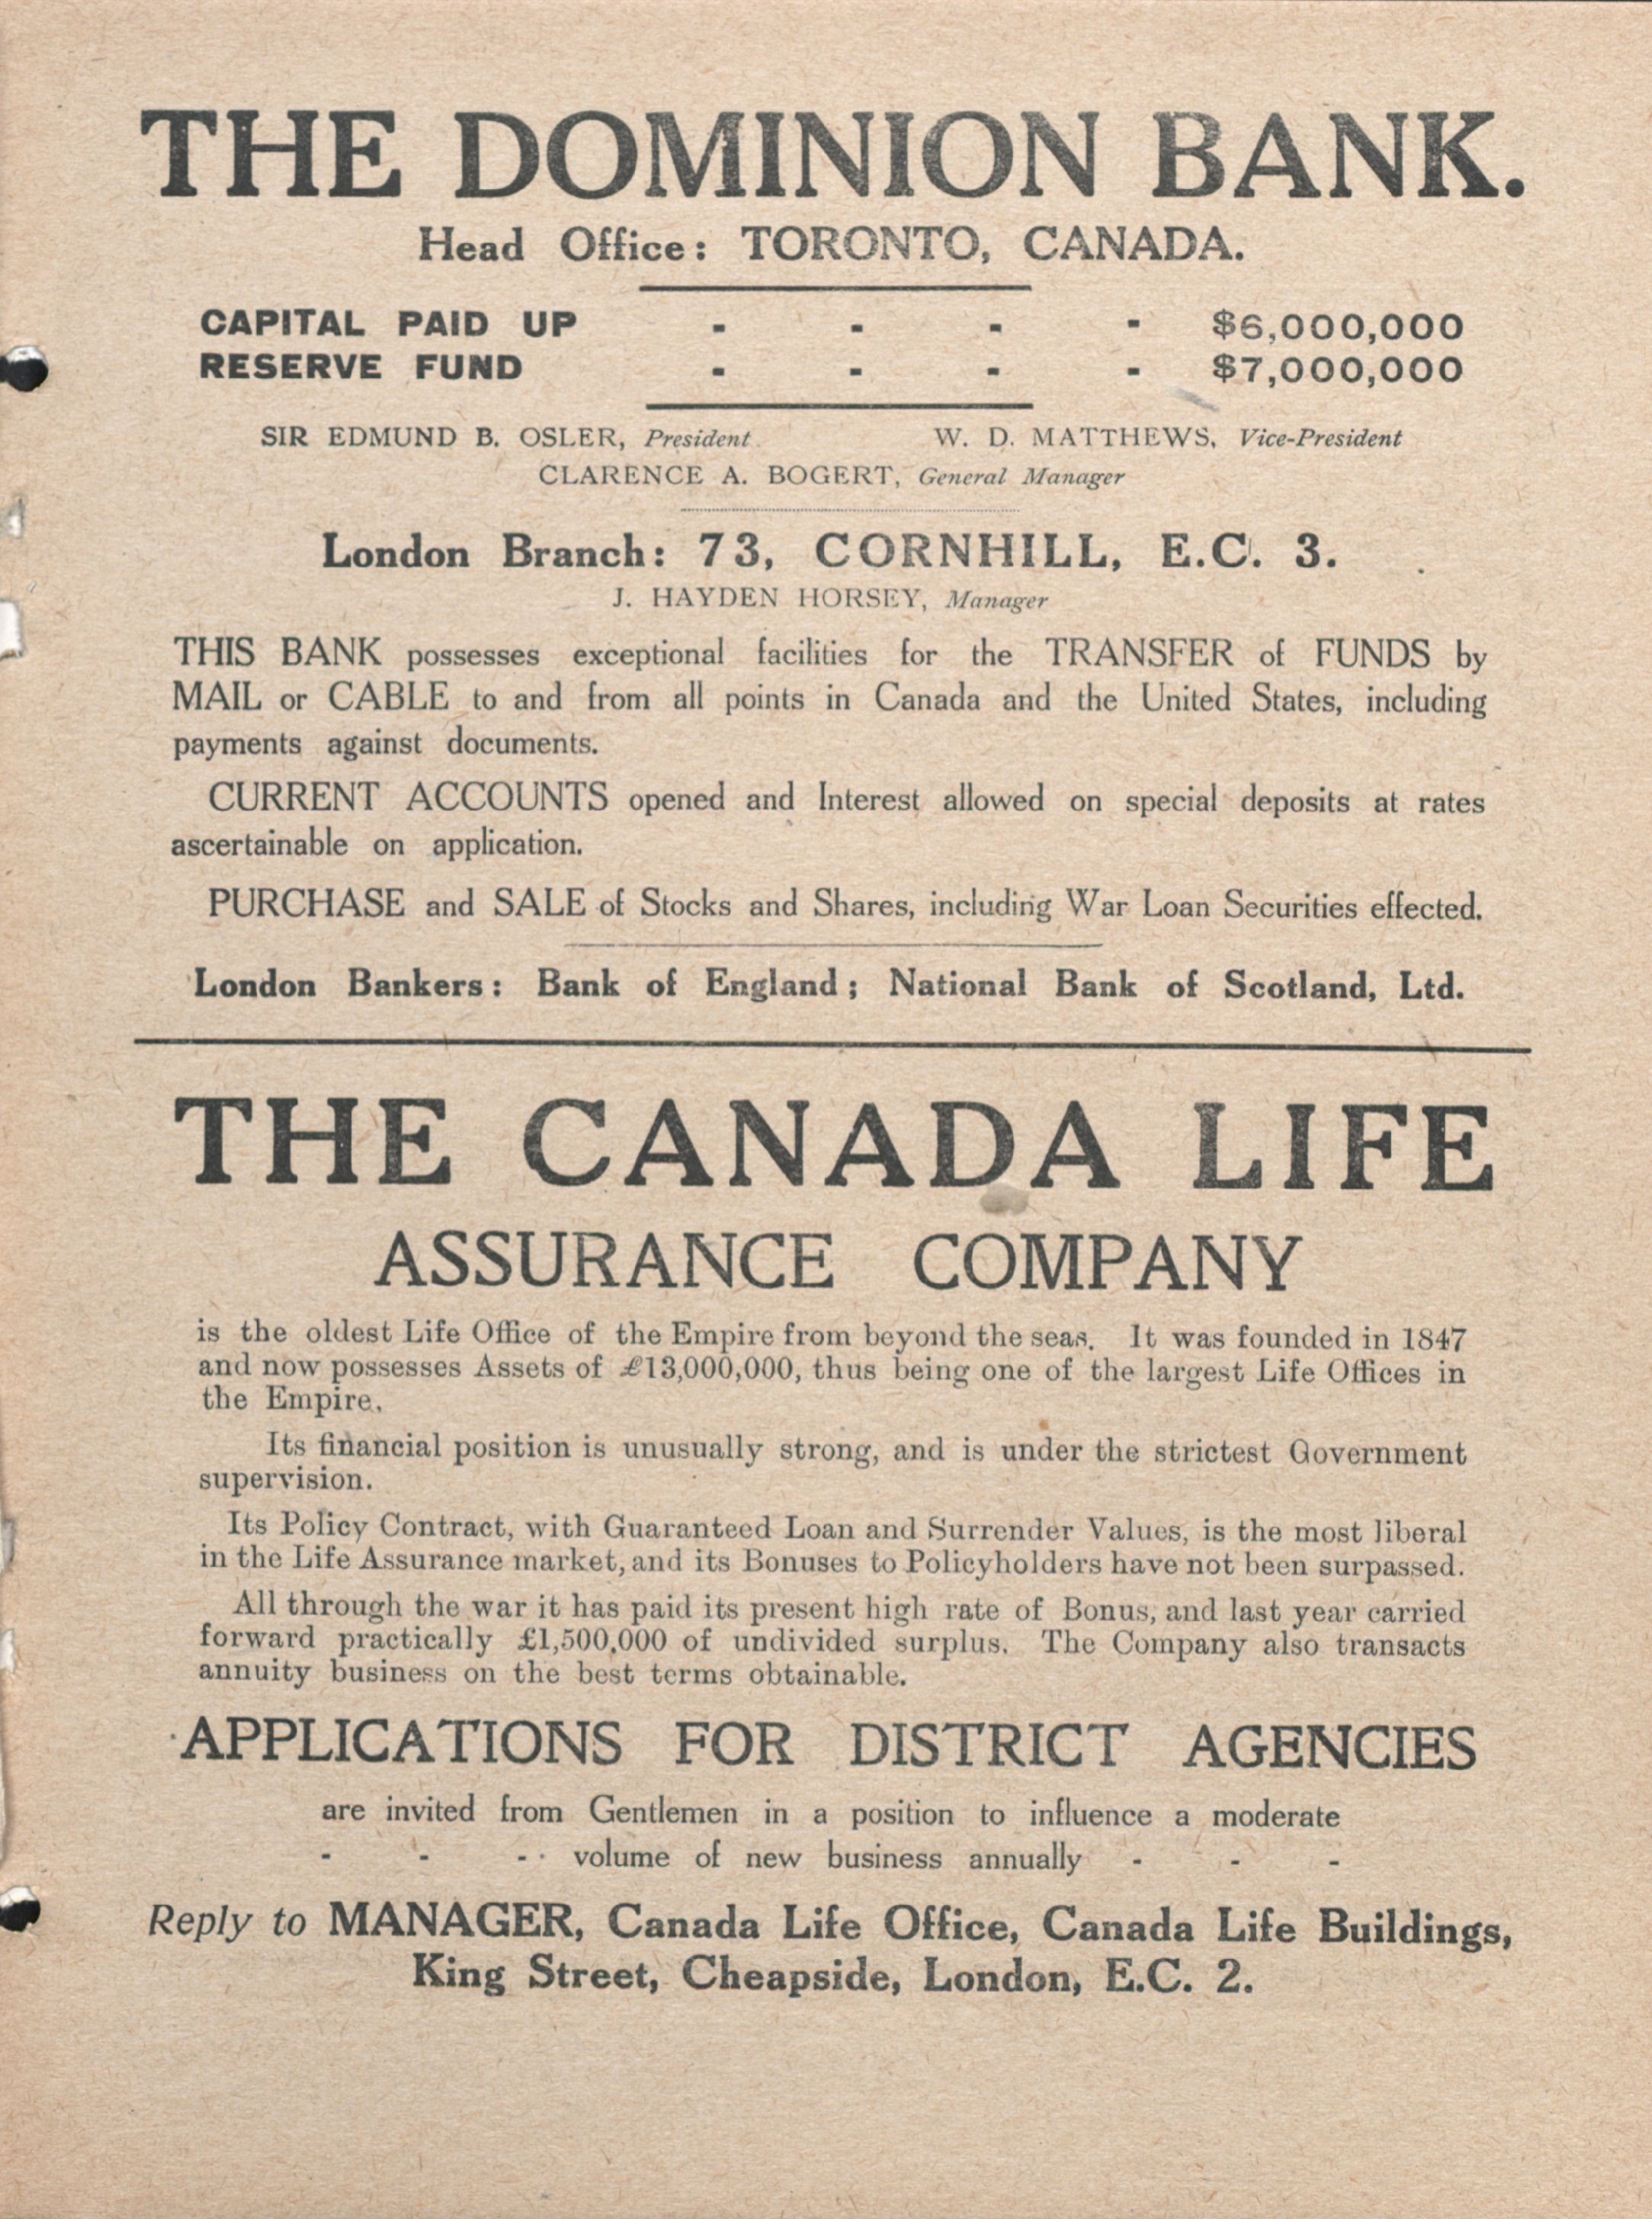 THE DOMINION BANK.
Head Office: TORONTO, CANADA.
CAPITAL PAID UP - - - - $6,000,000
RESERVE FUND - - - - $7,000,000
SIR EDMUND B. OSLER, President. W. D. MATTHEWS, Vice-President
CLARENCE A. BOGERT, General Manager
London Branch: 73, CORNHILL, E.C. 3.
J. HAYDEN HORSEY, Manager
THIS BANK possesses exceptional facilities for the TRANSFER of FUNDS by
MAIL or CABLE to and from all points in Canada and the United States, including
payments against documents.
CURRENT ACCOUNTS opened and Interest allowed on special deposits at rates
ascertainable on application.
PURCHASE and SALE of Stocks and Shares, including War Loan Securities effected.
London Bankers: Bank of England; National Bank of Scotland, Ltd.
THE CANADA LIFE
ASSURANCE COMPANY
is the oldest Life Office of the Empire from beyond the seas. It was founded in 1847
and now possesses Assets of £13,000,000, thus being one of the largest Life Offices in
the Empire.
Its financial position is unusually strong, and is under the strictest Government
supervision.
Its Policy Contract, with Guaranteed Loan and Surrender Values, is the most liberal
in the Life Assurance market, and its Bonuses to Policyholders have not been surpassed.
All through the war it has paid its present high rate of Bonus, and last year carried
forward practically £1,500,000 of undivided surplus. The Company also transacts
annuity business on the best terms obtainable.
APPLICATIONS FOR DISTRICT AGENCIES
are invited from Gentlemen in a position to influence a moderate
- - - volume of new business annually - - -
Reply to MANAGER, Canada Life Office, Canada Life Buildings,
King Street, Cheapside, London, E.C. 2.